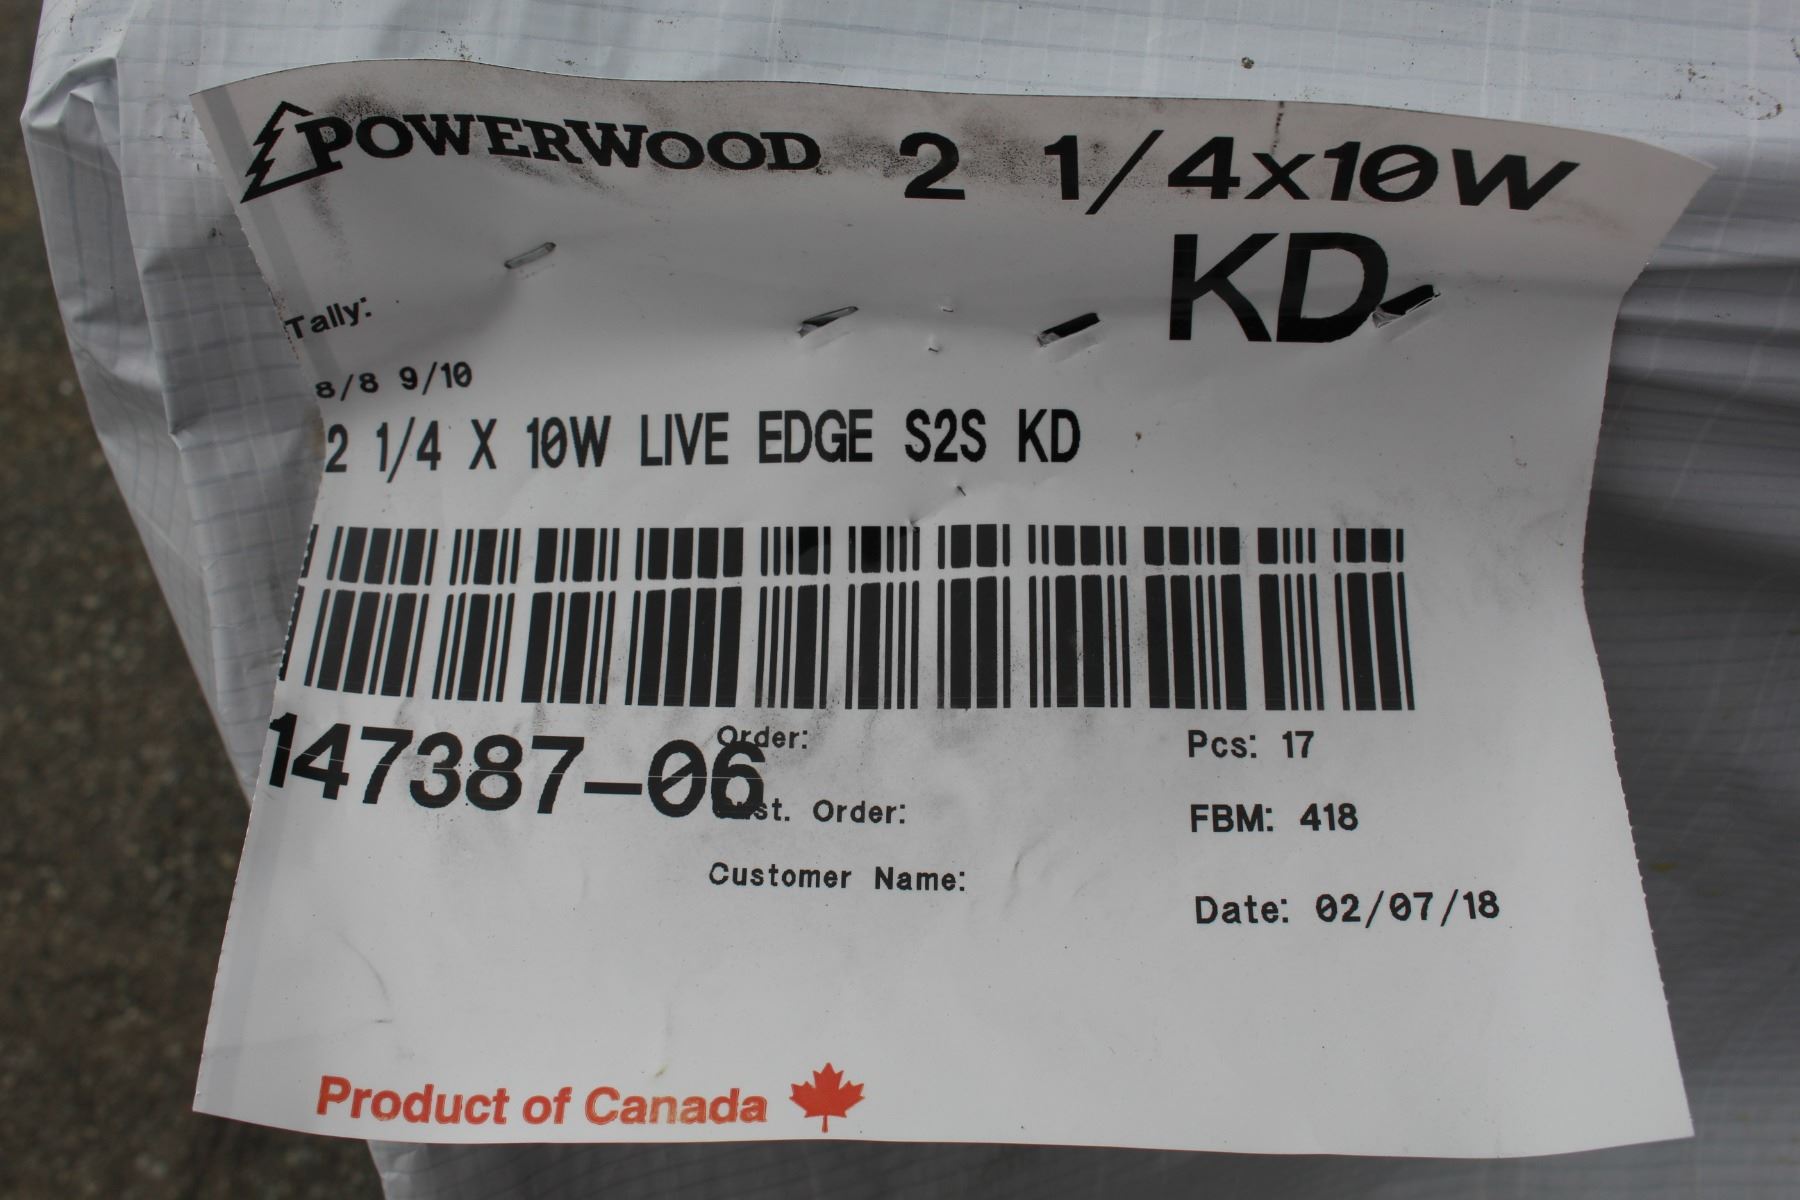 POWERWOOD 2 1/4x10W
KD
Tally:
8/8 9/10
2 1/4 X 10W LIVE EDGE S2S KD
147387-06
Order:
Pcs: 17
Cust. Order:
FBM: 418
Customer Name:
Date: 02/07/18
Product of Canada